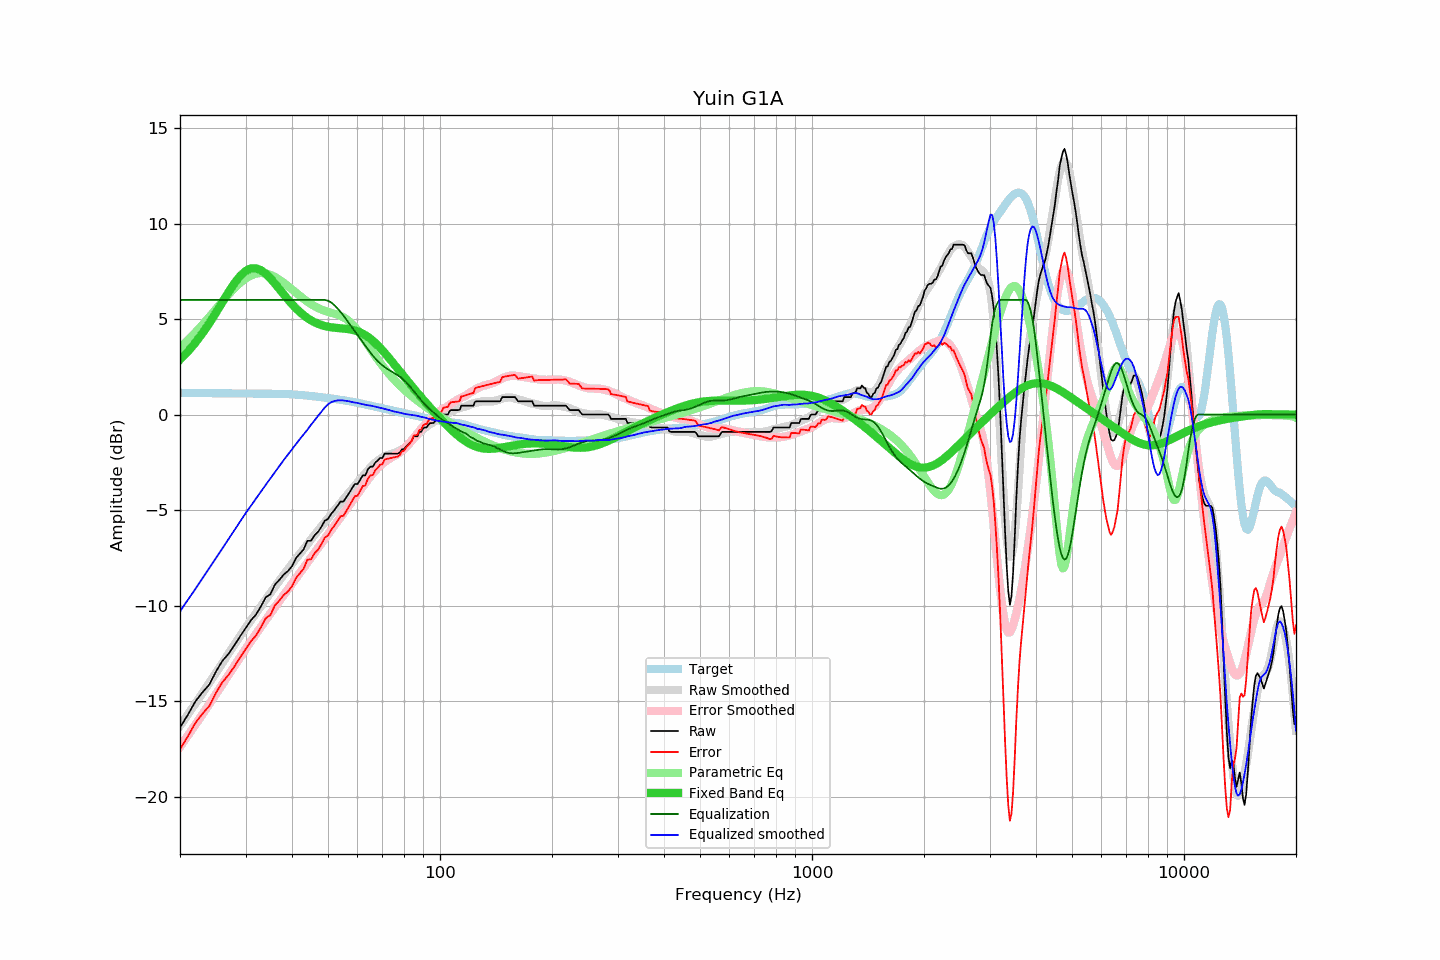 Yuin G1A
15
10
5
0
−5
−10
−15
−20
Amplitude (dBr)
Target
Raw Smoothed
Error Smoothed
Raw
Error
Parametric Eq
Fixed Band Eq
Equalization
Equalized smoothed
100
1000
10000
Frequency (Hz)